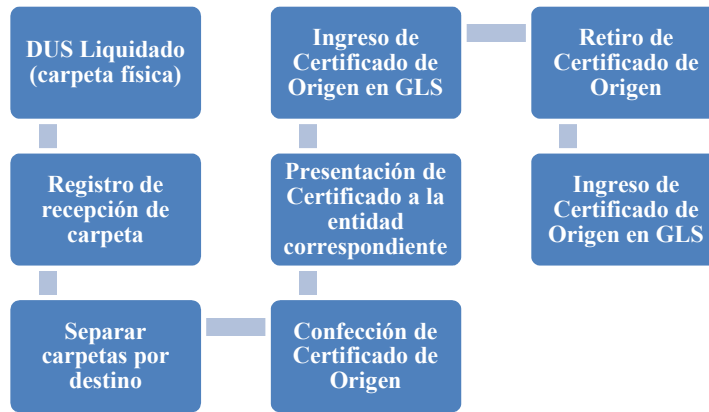 DUS Liquidado
(carpeta física)
Registro de
recepción de
carpeta
Separar
carpetas por
destino
Confección de
Certificado de
Origen
Presentación de
Certificado a la
entidad
correspondiente
Ingreso de
Certificado de
Origen en GLS
Retiro de
Certificado de
Origen
Ingreso de
Certificado de
Origen en GLS